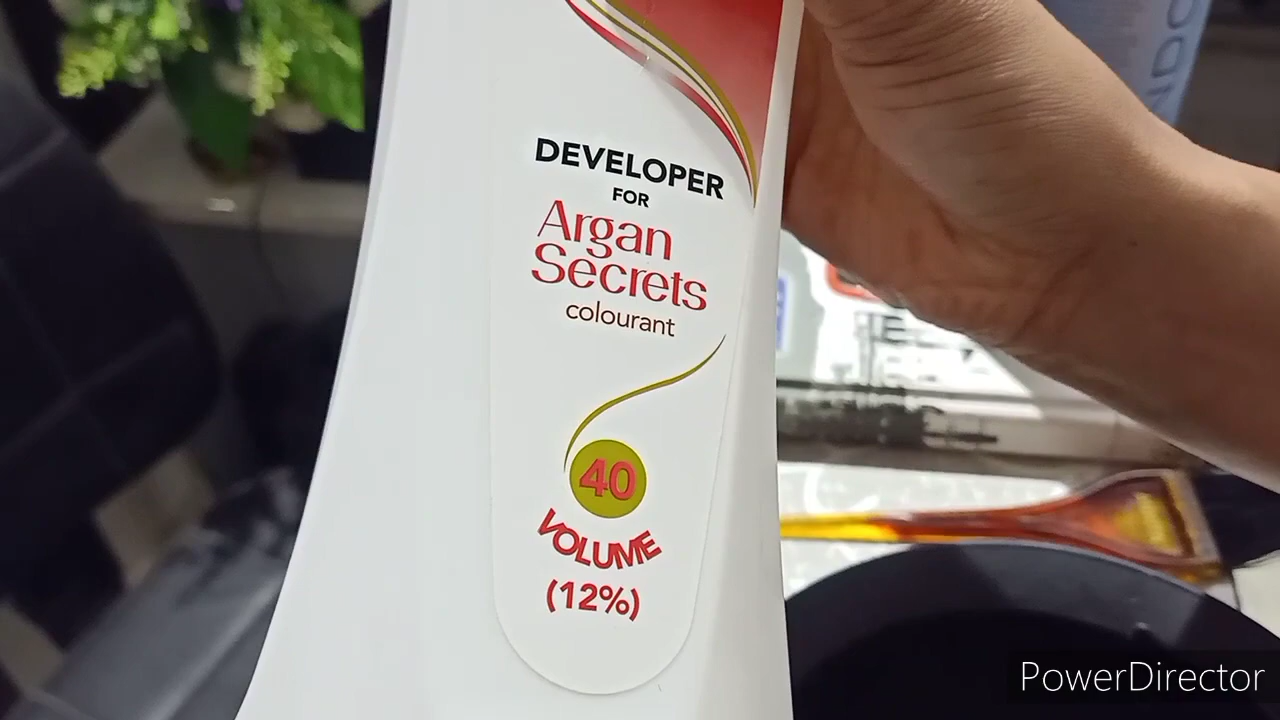 DEVELOPER
FOR
Argan
Secrets
colourant
40
VOLUME
(12%)
PowerDirector